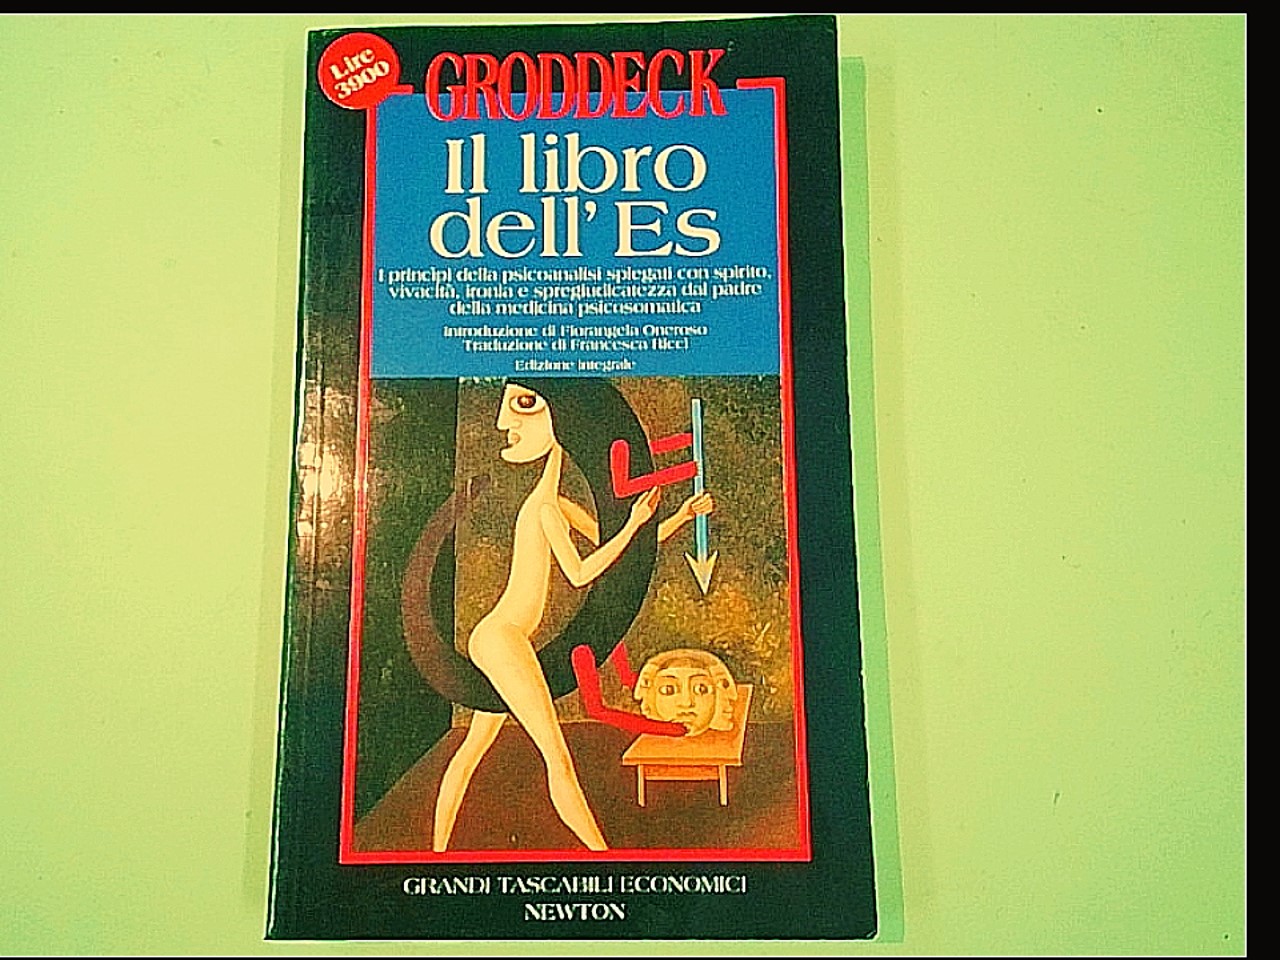 Lire
3900
GRODDECK
Il libro
dell'Es
I principi della psicoanalisi spiegati con spirito,
vivacità, ironia e spregiudicatezza dal padre
della medicina psicosomatica
Introduzione di Fiorangela Oneroso
Traduzione di Francesca Ricci
Edizione integrale
GRANDI TASCABILI ECONOMICI
NEWTON